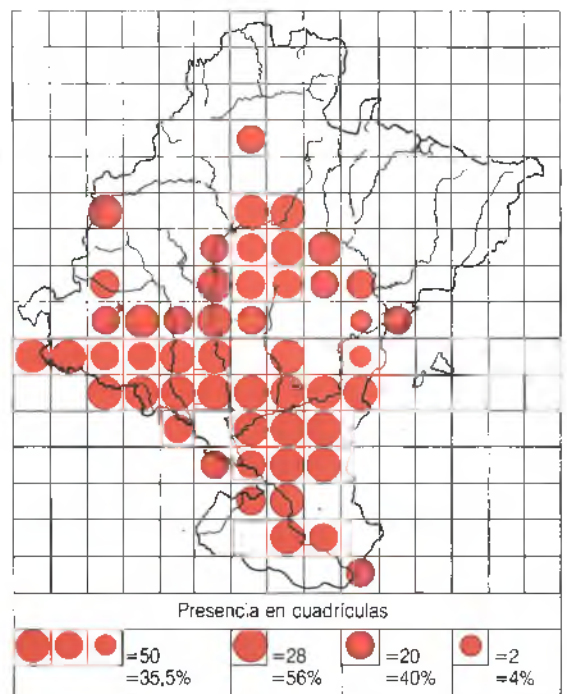 Presencia en cuadrículas
=50 =28 =20 =2
=35,5% =56% =40% =4%